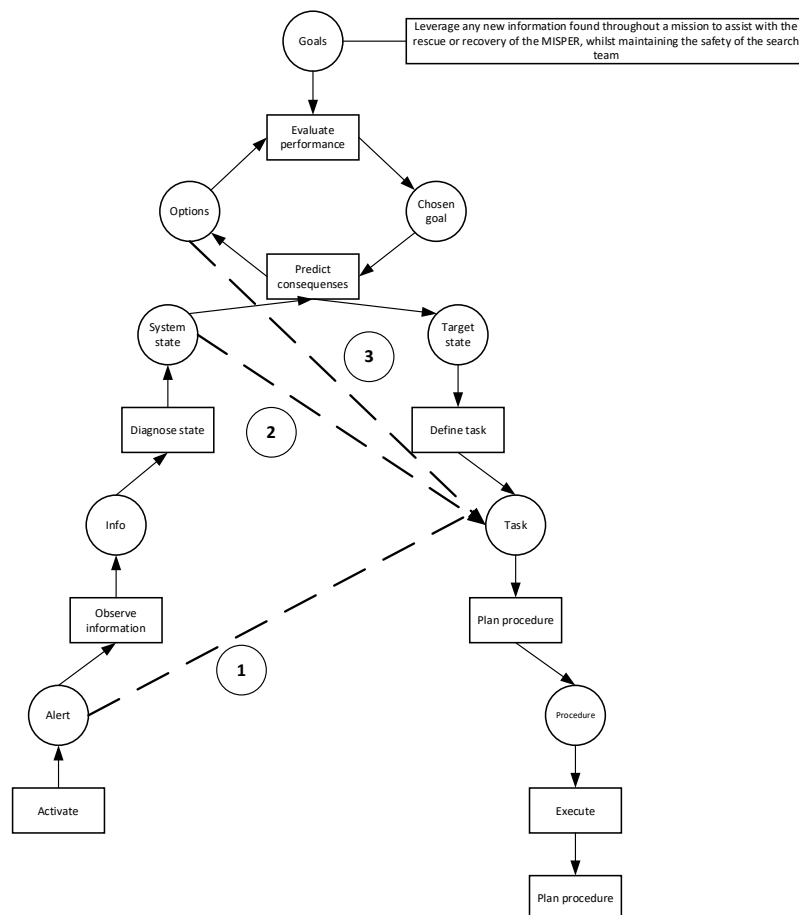 Goals
Leverage any new information found throughout a mission to assist with the
rescue or recovery of the MISPER, whilst maintaining the safety of the search
team
Evaluate
performance
Options
Chosen
goal
Predict
consequenses
System
state
Target
state
3
2
Diagnose state
Define task
Info
Task
Observe
information
Plan procedure
1
Alert
Procedure
Activate
Execute
Plan procedure